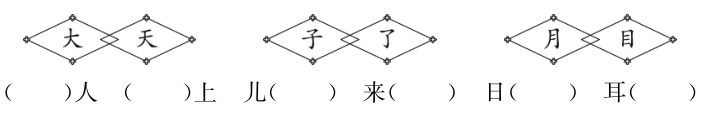 大 天 子 了 月 目
（ ）人 （ ）上 儿（ ） 来（ ） 日（ ） 耳（ ）